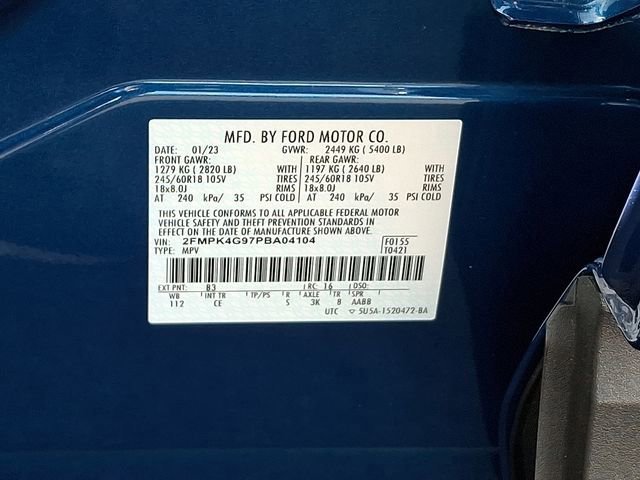 MFD. BY FORD MOTOR CO.
DATE: 01/23 GVWR: 2449 KG ( 5400 LB)
FRONT GAWR: REAR GAWR:
1279 KG ( 2820 LB) WITH 1197 KG ( 2640 LB) WITH
245/60R18 105V TIRES 245/60R18 105V TIRES
18x8.0J RIMS 18x8.0J RIMS
AT 240 kPa/ 35 PSI COLD AT 240 kPa/ 35 PSI COLD
THIS VEHICLE CONFORMS TO ALL APPLICABLE FEDERAL MOTOR
VEHICLE SAFETY AND THEFT PREVENTION STANDARDS IN
EFFECT ON THE DATE OF MANUFACTURE SHOWN ABOVE.
VIN: 2FMPK4G97PBA04104 F0155
TYPE: MPV T0421
EXT PNT: B3 RC: 16 DSO:
WB INT TR TP/PS R AXLE TR SPR
112 CE 5 3K 8 AABB
UTC ▽ 5U5A-1520472-BA